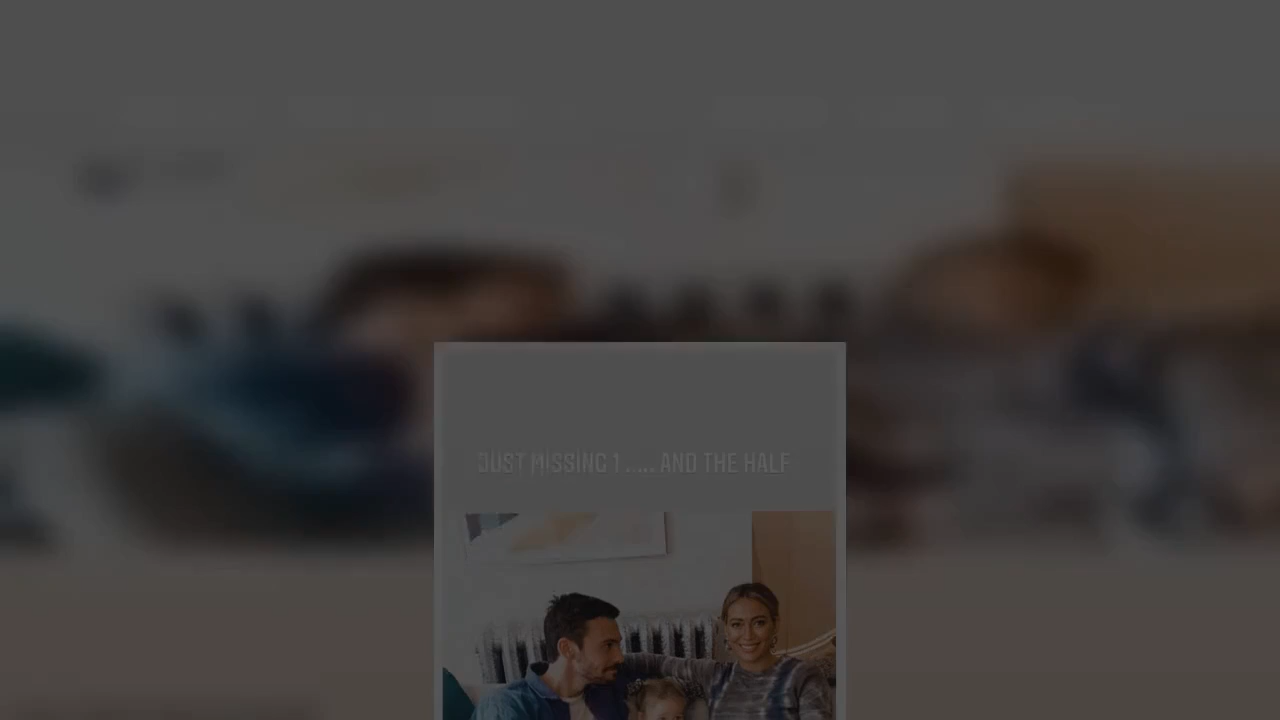 JUST MISSING 1 ..... AND THE HALF